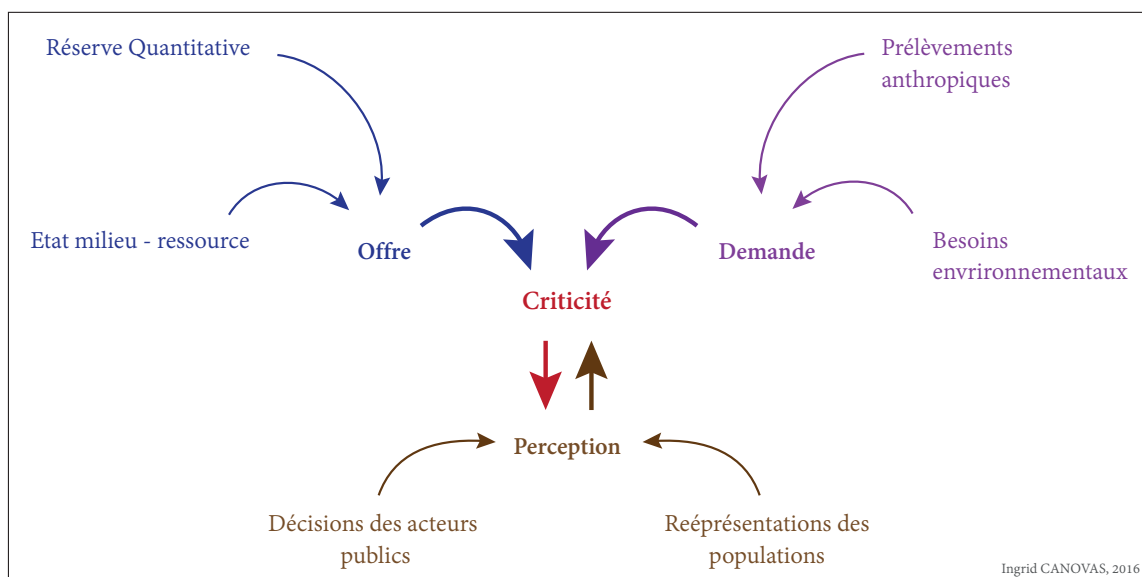 Réserve Quantitative
Prélèvements
anthropiques
Etat milieu - ressource
Offre
Demande
Besoins
envrironnementaux
Criticité
Perception
Décisions des acteurs
publics
Reéprésentations des
populations
Ingrid CANOVAS, 2016